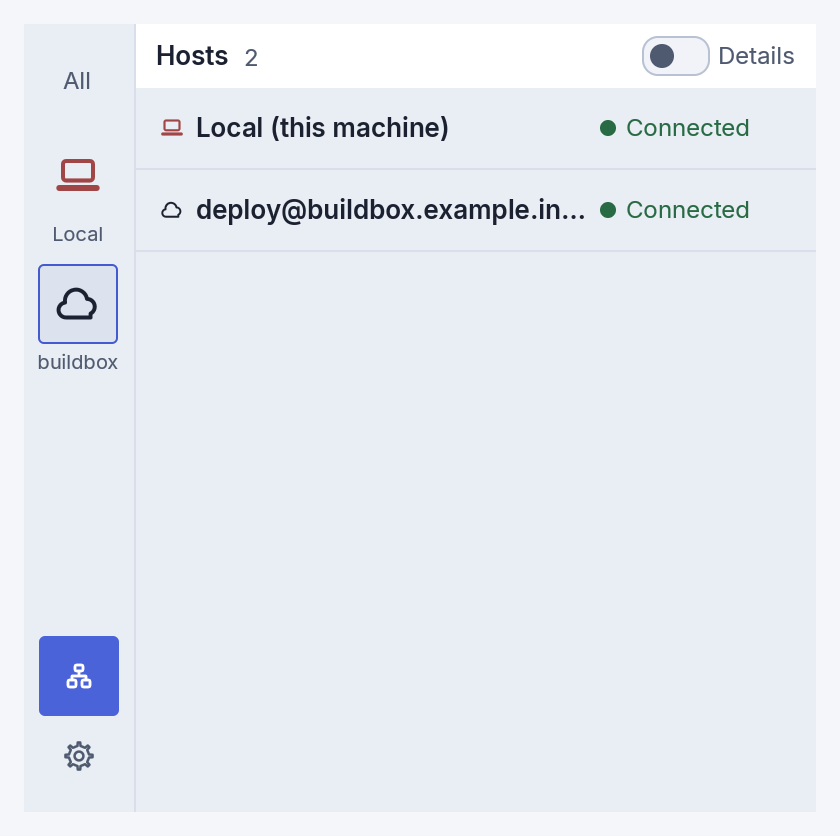 All
Local
buildbox
Hosts 2
Details
Local (this machine)
Connected
deploy@buildbox.example.in...
Connected